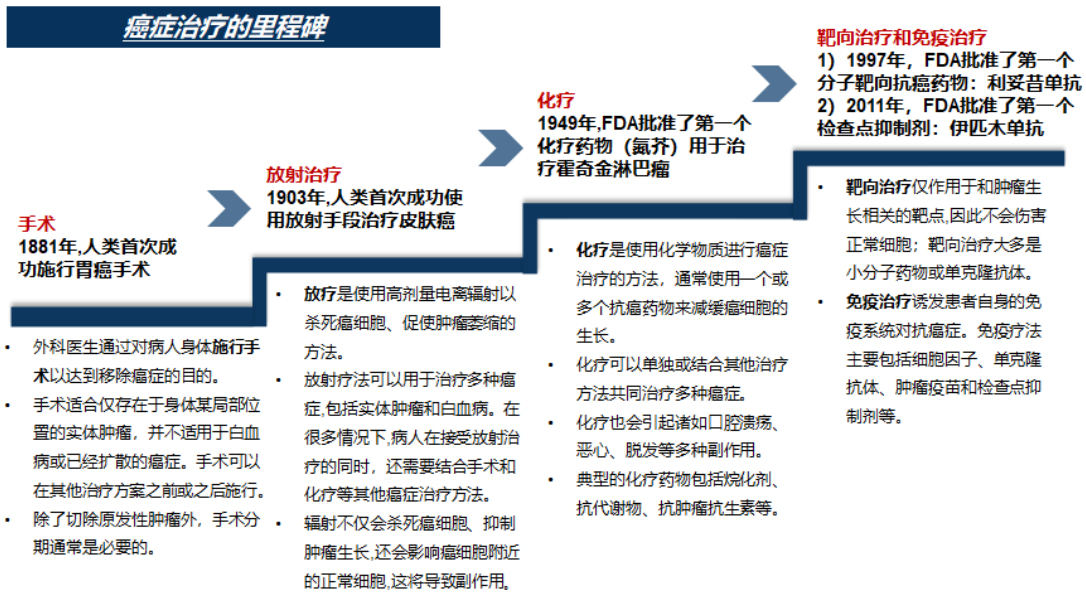 癌症治疗的里程碑
手术
1881年,人类首次成
功施行胃癌手术
• 外科医生通过对病人身体施行手
术以达到移除癌症的目的。
• 手术适合仅存在于身体某局部位
置的实体肿瘤，并不适用于白血
病或已经扩散的癌症。手术可以
在其他治疗方案之前或之后施行。
• 除了切除原发性肿瘤外，手术分
期通常是必要的。
放射治疗
1903年,人类首次成功使
用放射手段治疗皮肤癌
• 放疗是使用高剂量电离辐射以
杀死癌细胞、促使肿瘤萎缩的
方法。
• 放射疗法可以用于治疗多种癌
症,包括实体肿瘤和白血病。在
很多情况下,病人在接受放射治
疗的同时，还需要结合手术和
化疗等其他癌症治疗方法。
• 辐射不仅会杀死癌细胞、抑制
肿瘤生长,还会影响癌细胞附近
的正常细胞,这将导致副作用。
化疗
1949年,FDA批准了第一个
化疗药物（氮芥）用于治
疗霍奇金淋巴瘤
• 化疗是使用化学物质进行癌症
治疗的方法，通常使用一个或
多个抗癌药物来减缓癌细胞的
生长。
• 化疗可以单独或结合其他治疗
方法共同治疗多种癌症。
• 化疗也会引起诸如口腔溃疡、
恶心、脱发等多种副作用。
• 典型的化疗药物包括烷化剂、
抗代谢物、抗肿瘤抗生素等。
靶向治疗和免疫治疗
1）1997年，FDA批准了第一个
分子靶向抗癌药物：利妥昔单抗
2）2011年，FDA批准了第一个
检查点抑制剂：伊匹木单抗
• 靶向治疗仅作用于和肿瘤生
长相关的靶点,因此不会伤害
正常细胞；靶向治疗大多是
小分子药物或单克隆抗体。
• 免疫治疗诱发患者自身的免
疫系统对抗癌症。免疫疗法
主要包括细胞因子、单克隆
抗体、肿瘤疫苗和检查点抑
制剂等。